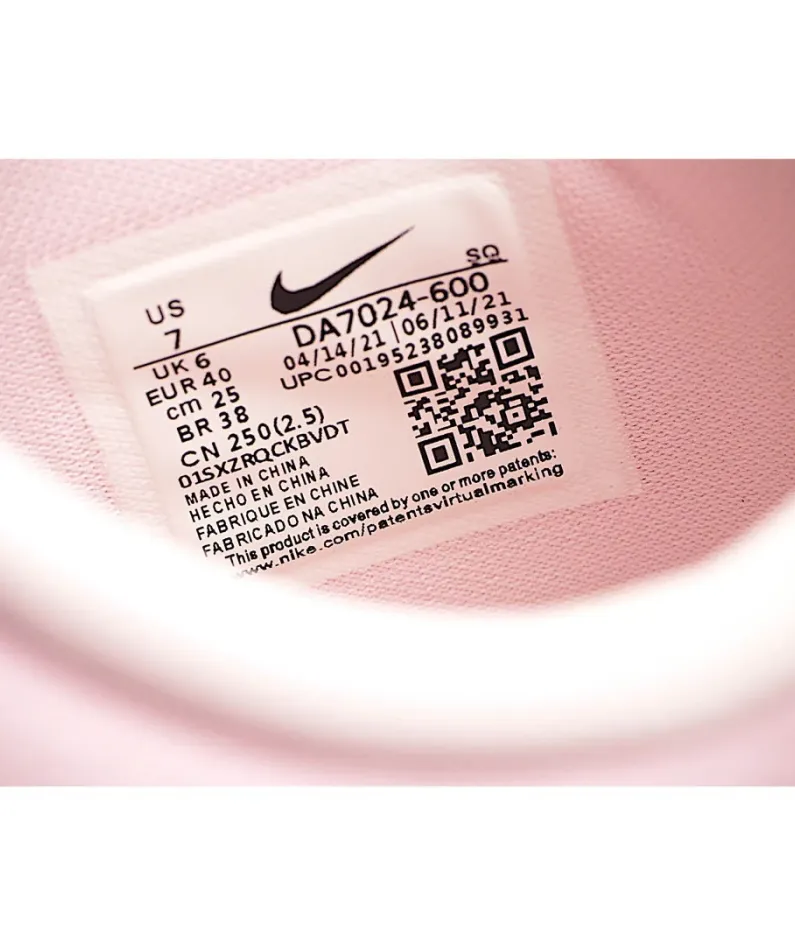 US
7
SQ
DA7024-600
04/14/21 | 06/11/21
UPC00195238089931
UK 6
EUR 40
cm 25
BR 38
CN 250(2.5)
01SXZRQCKBVDT
MADE IN CHINA
HECHO EN CHINA
FABRIQUE EN CHINE
FABRICADO NA CHINA
This product is covered by one or more patents:
www.nike.com/patentsvirtualmarking